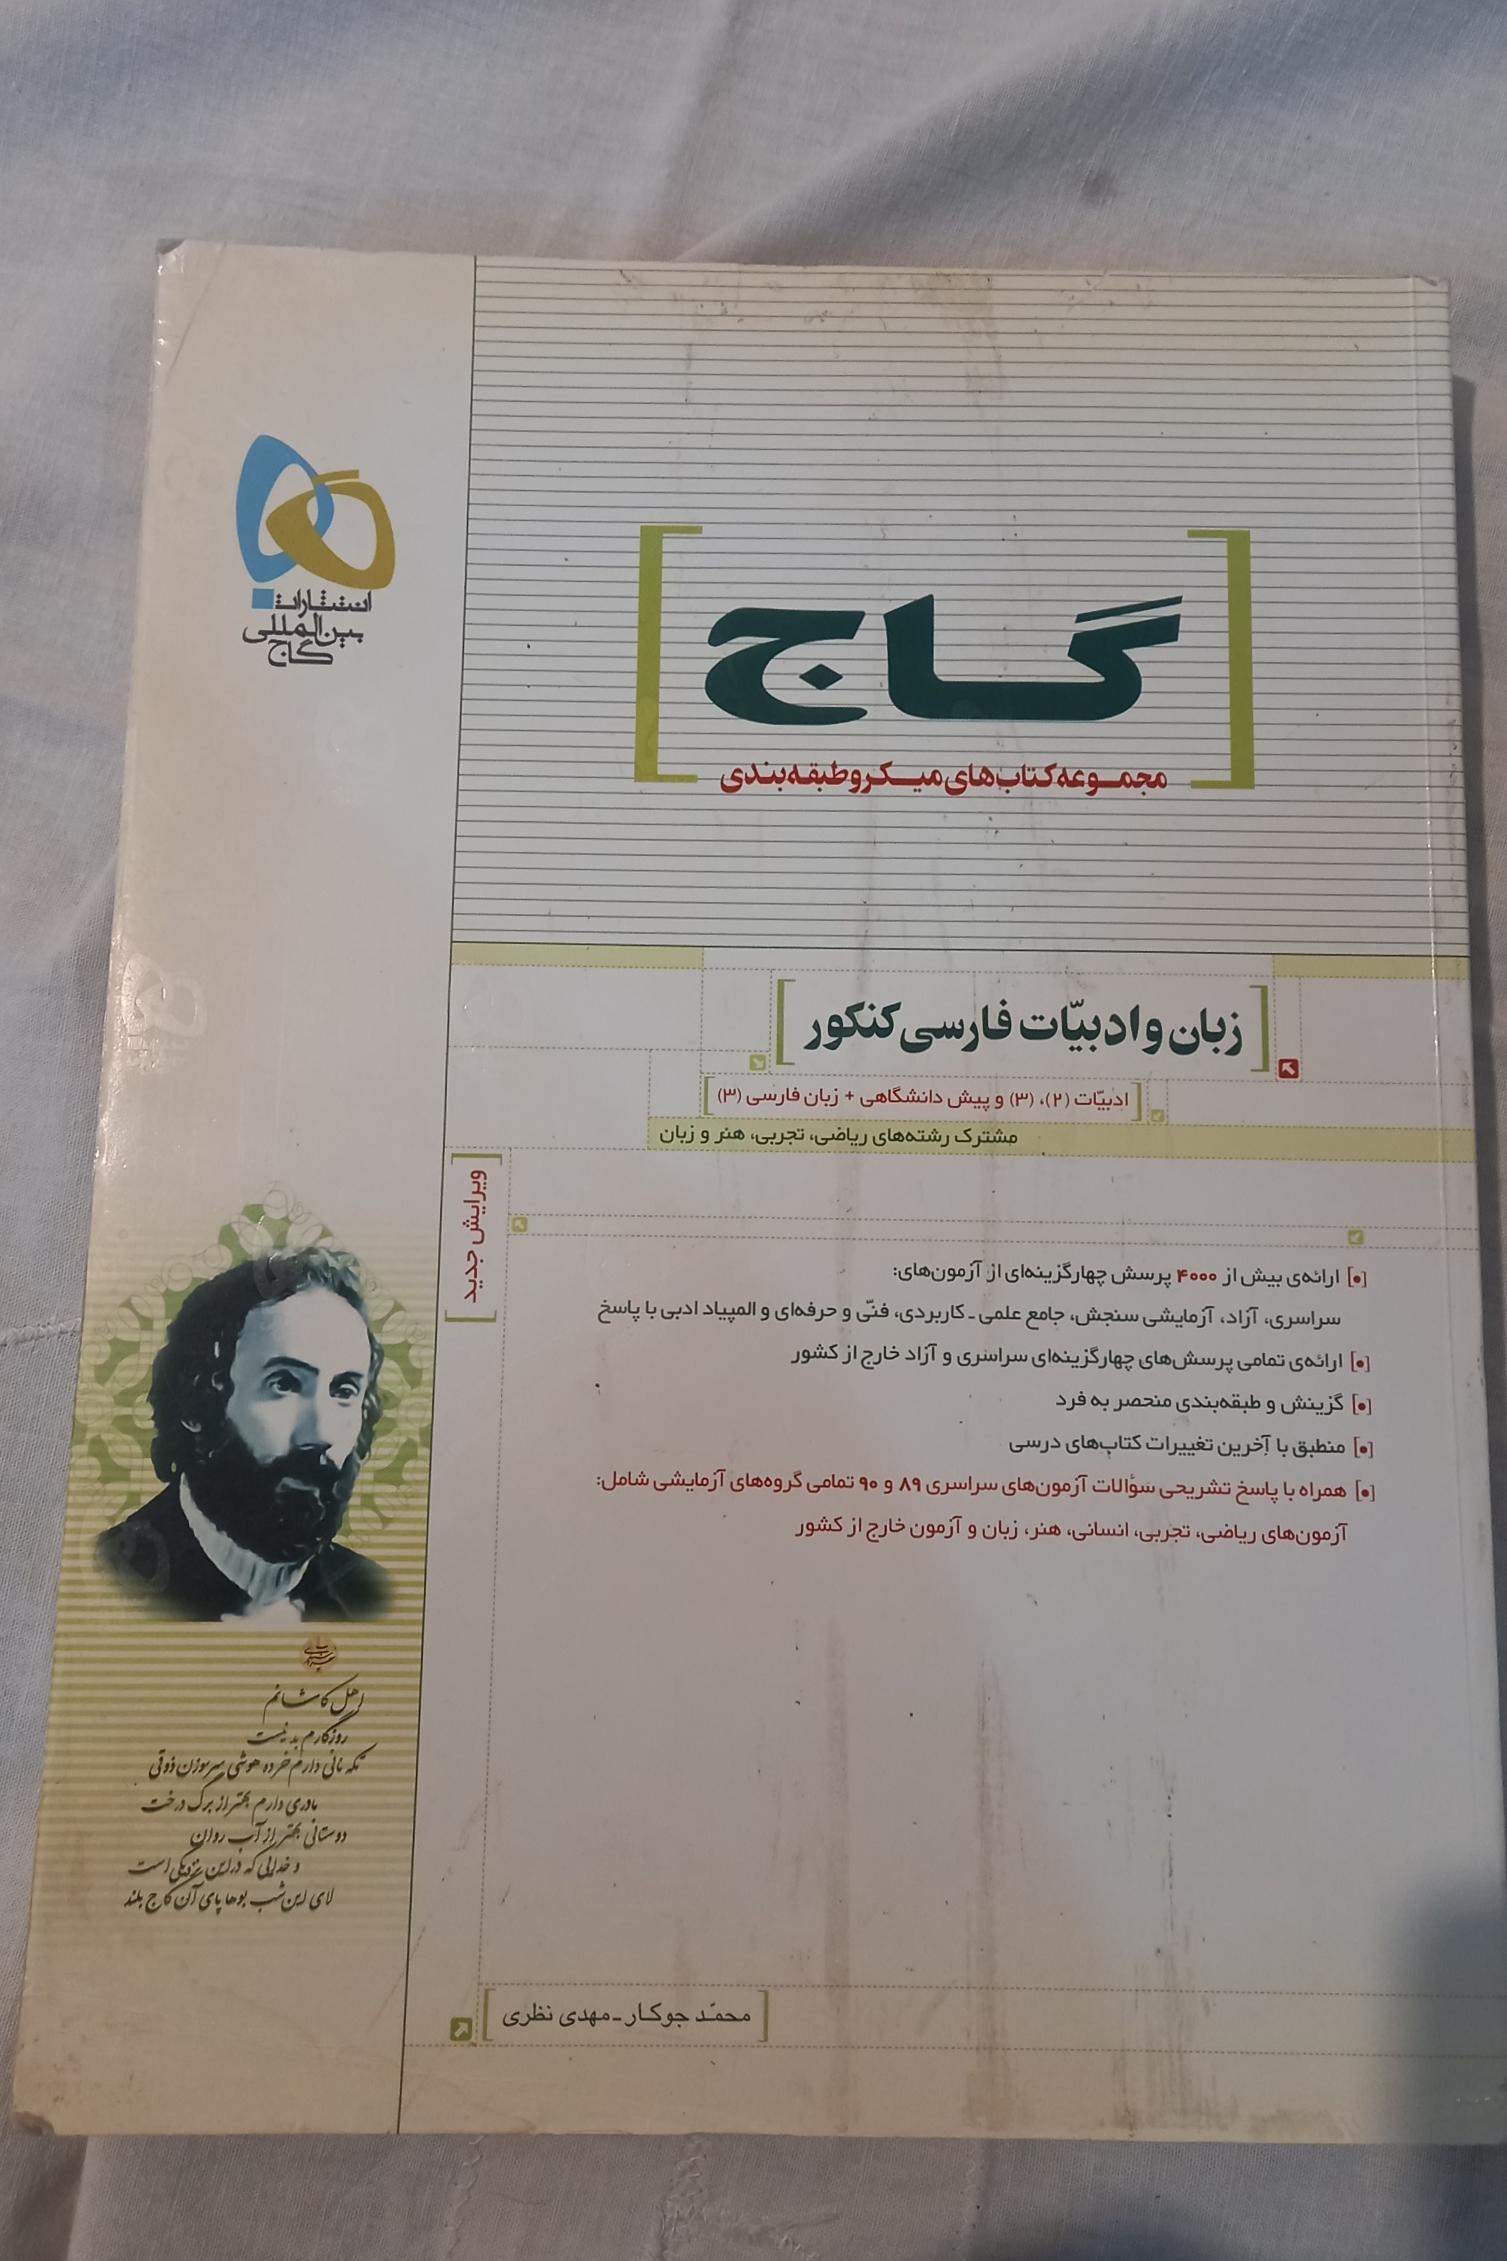 انتشارات
بین‌المللی
گاج
گاج
مجموعه کتاب‌های میکرو طبقه‌بندی
زبان و ادبیّات فارسی کنکور
ادبیّات (۲)، (۳) و پیش دانشگاهی + زبان فارسی (۳)
مشترک رشته‌های ریاضی، تجربی، هنر و زبان
ویرایش جدید
[•] ارائه‌ی بیش از ۴۰۰۰ پرسش چهارگزینه‌ای از آزمون‌های:
سراسری، آزاد، آزمایشی سنجش، جامع علمی ـ کاربردی، فنّی و حرفه‌ای و المپیاد ادبی با پاسخ
[•] ارائه‌ی تمامی پرسش‌های چهارگزینه‌ای سراسری و آزاد خارج از کشور
[•] گزینش و طبقه‌بندی منحصر به فرد
[•] منطبق با آخرین تغییرات کتاب‌های درسی
[•] همراه با پاسخ تشریحی سؤالات آزمون‌های سراسری ۸۹ و ۹۰ تمامی گروه‌های آزمایشی شامل:
آزمون‌های ریاضی، تجربی، انسانی، هنر، زبان و آزمون خارج از کشور
سهراب سپهری
اهل کاشانم
روزگارم بد نیست
تکه نانی دارم خرده هوشی سر سوزن ذوقی
مادری دارم بهتر از برگ درخت
دوستانی بهتر از آب روان
و خدایی که در این نزدیکی است
لای این شب بوها پای آن کاج بلند
محمّد جوکار ـ مهدی نظری